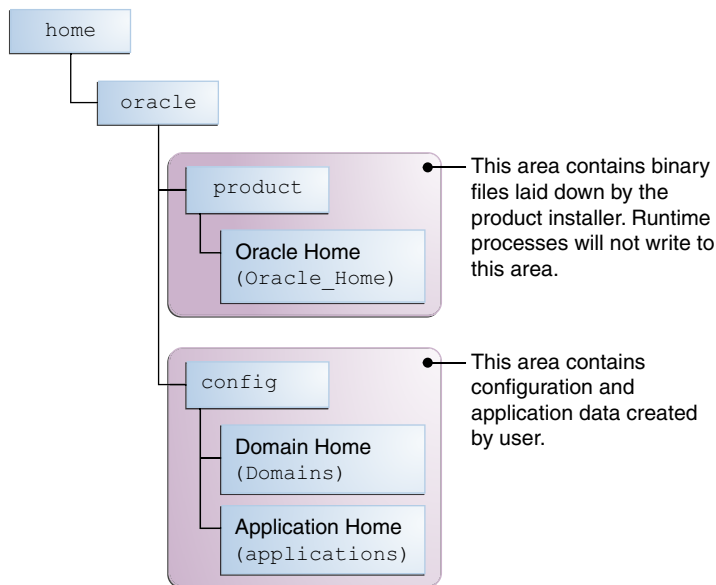 home
oracle
product
Oracle Home
(Oracle_Home)
This area contains binary
files laid down by the
product installer. Runtime
processes will not write to
this area.
config
Domain Home
(Domains)
Application Home
(applications)
This area contains
configuration and
application data created
by user.